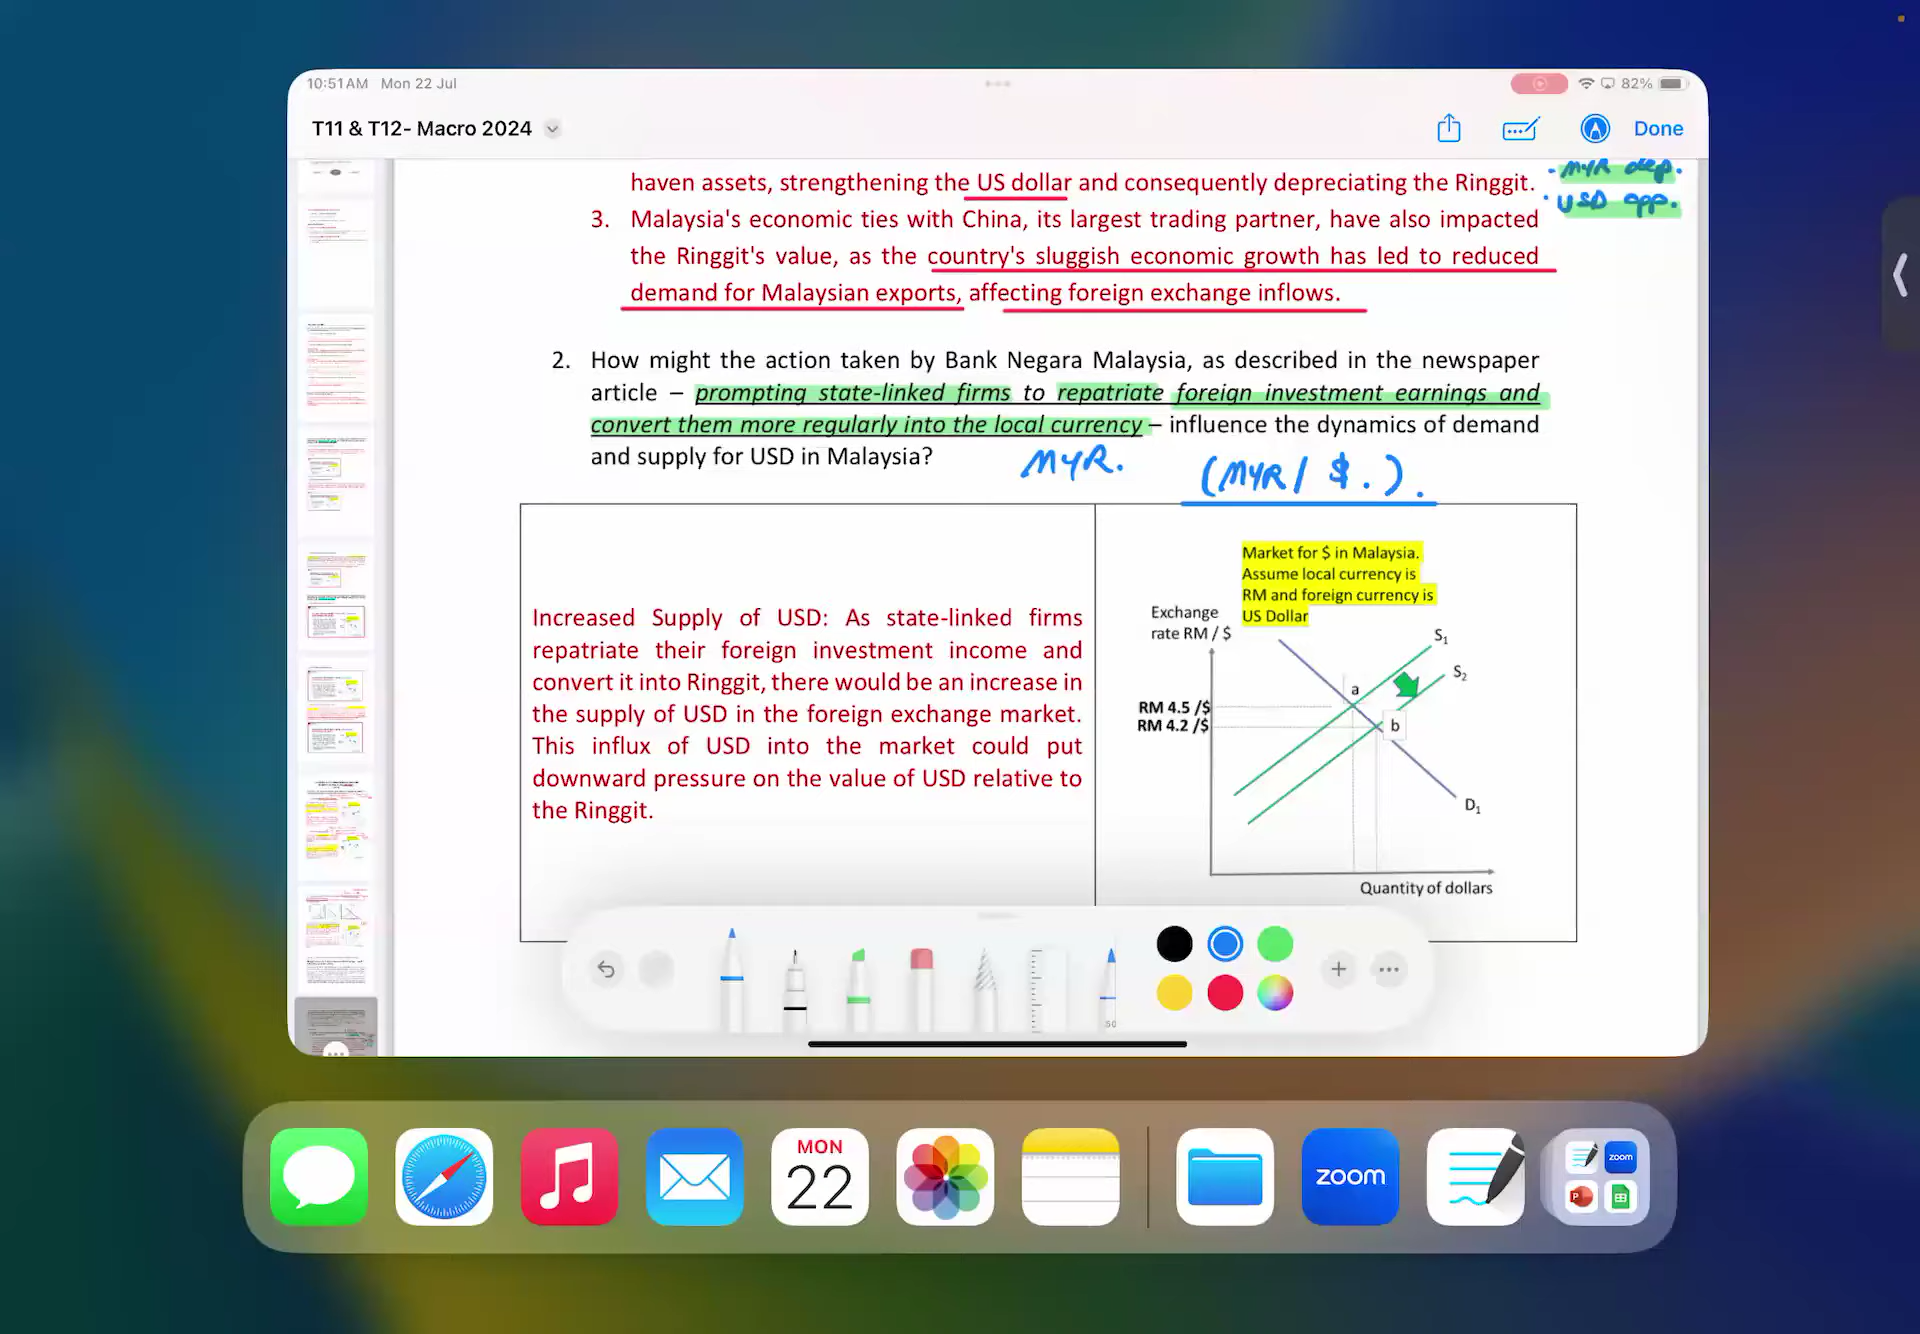 10:51 AM Mon 22 Jul
82%
T11 & T12- Macro 2024
Done
haven assets, strengthening the US dollar and consequently depreciating the Ringgit.
- MYR dep.
· USD app.
3. Malaysia's economic ties with China, its largest trading partner, have also impacted
the Ringgit's value, as the country's sluggish economic growth has led to reduced
demand for Malaysian exports, affecting foreign exchange inflows.
2. How might the action taken by Bank Negara Malaysia, as described in the newspaper
article – prompting state-linked firms to repatriate foreign investment earnings and
convert them more regularly into the local currency – influence the dynamics of demand
and supply for USD in Malaysia?
MYR.
(MYR/ $.).
Increased Supply of USD: As state-linked firms
repatriate their foreign investment income and
convert it into Ringgit, there would be an increase in
the supply of USD in the foreign exchange market.
This influx of USD into the market could put
downward pressure on the value of USD relative to
the Ringgit.
Market for $ in Malaysia.
Assume local currency is
RM and foreign currency is
US Dollar
Exchange
rate RM / $
S1
S2
a
RM 4.5 /$
RM 4.2 /$
b
D1
Quantity of dollars
50
MON
22
zoom
zoom